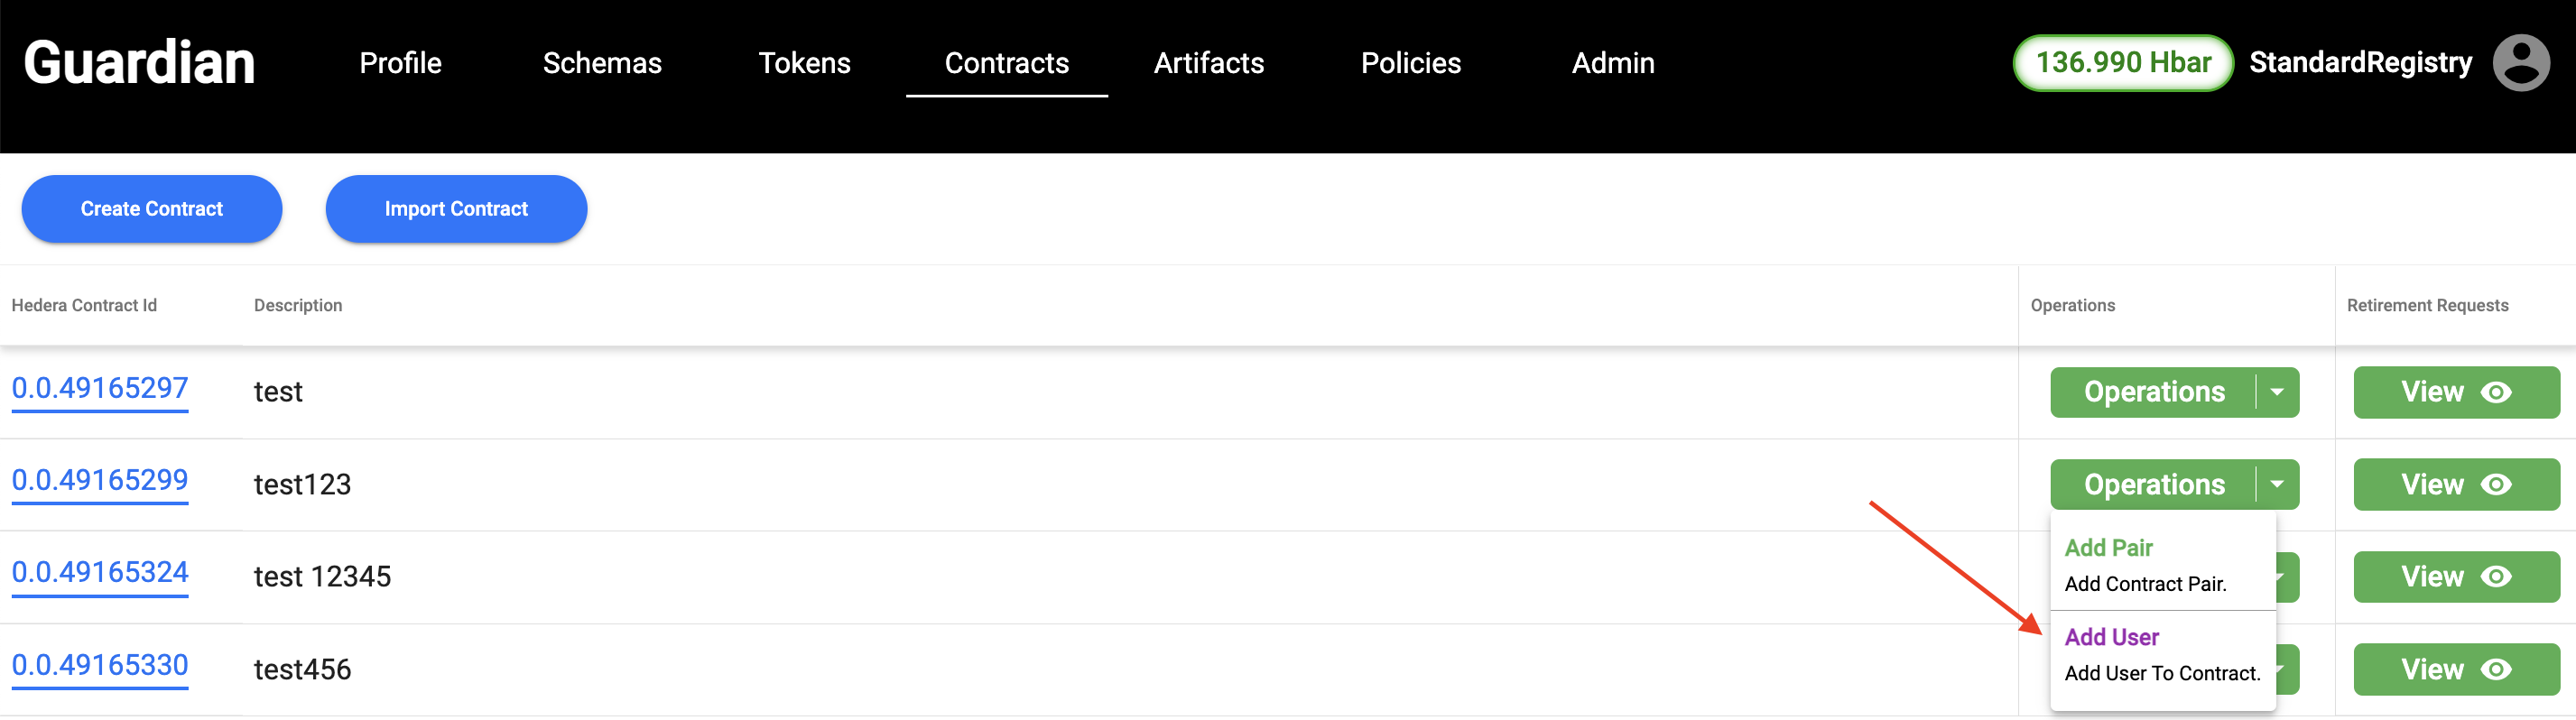 Guardian Profile Schemas Tokens Contracts Artifacts Policies Admin 136.990 Hbar StandardRegistry
Create Contract Import Contract
Hedera Contract Id Description Operations Retirement Requests
0.0.49165297 test Operations View
0.0.49165299 test123 Operations View
Add Pair
Add Contract Pair.
0.0.49165324 test 12345 View
Add User
Add User To Contract.
0.0.49165330 test456 View